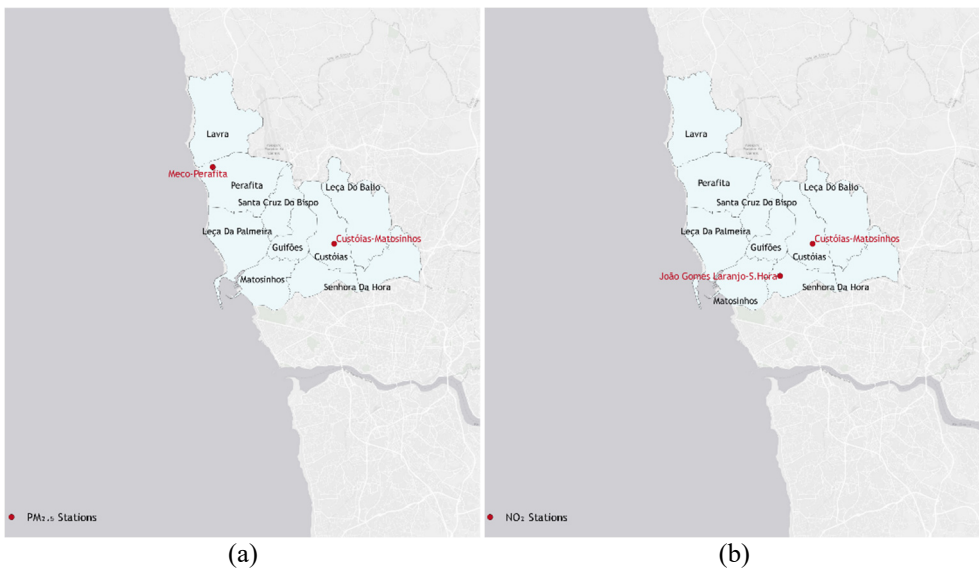 Lavra
Meco-Perafita
Perafita
Leça Do Balio
Santa Cruz Do Bispo
Leça Da Palmeira
Custóias-Matosinhos
Guifões
Custóias
Matosinhos
Senhora Da Hora
PM₂.₅ Stations
(a)
Lavra
Perafita
Leça Do Balio
Santa Cruz Do Bispo
Leça Da Palmeira
Custóias-Matosinhos
Guifões
Custóias
João Gomes Laranjo-S.Hora
Senhora Da Hora
Matosinhos
NO₂ Stations
(b)